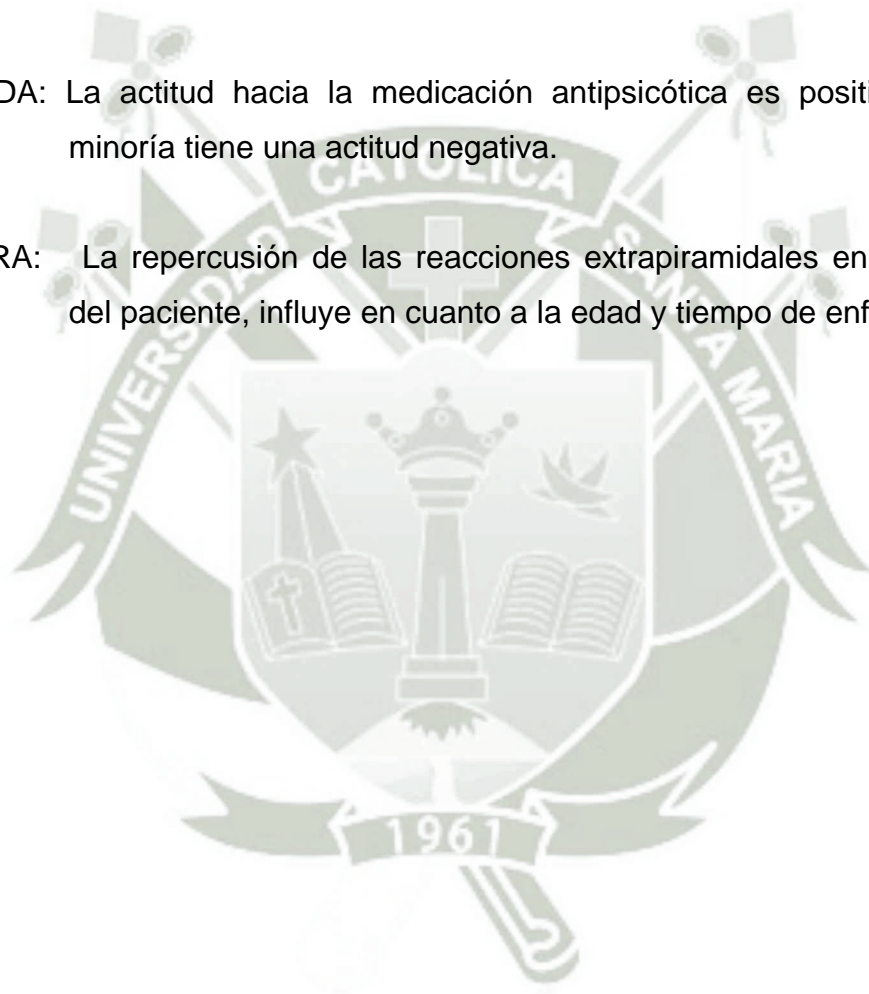 DA: La actitud hacia la medicación antipsicótica es positi
minoría tiene una actitud negativa.
RA: La repercusión de las reacciones extrapiramidales en
del paciente, influye en cuanto a la edad y tiempo de enf
UNIVERSIDAD CATOLICA SANTA MARIA
1961